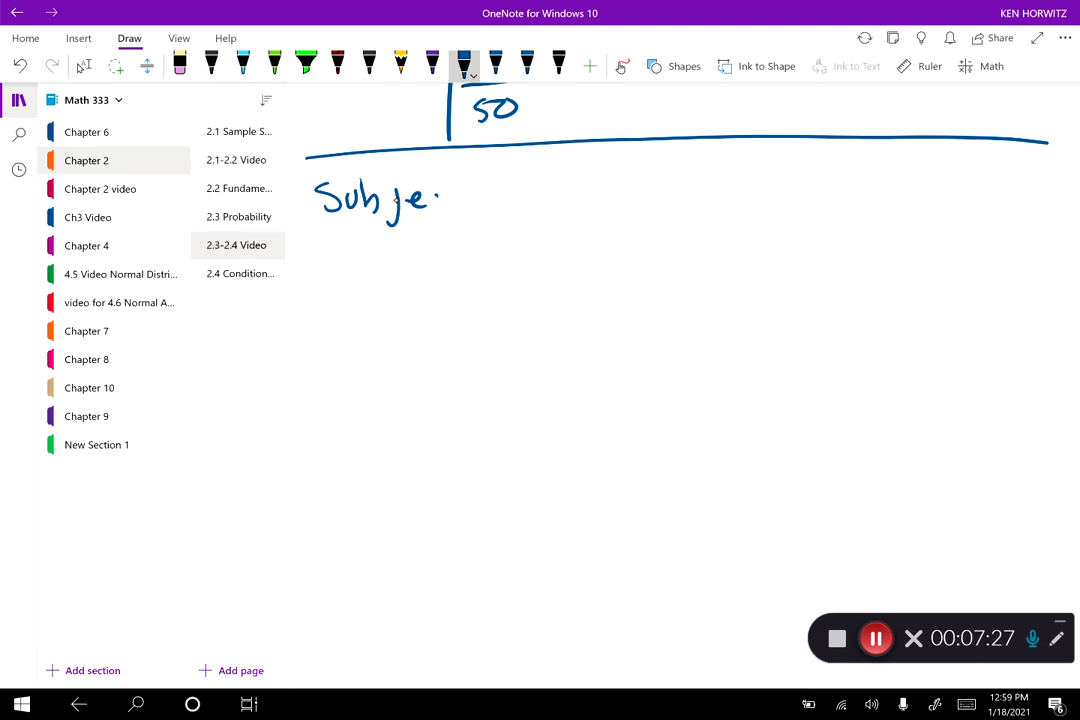 OneNote for Windows 10
KEN HORWITZ
Home Insert Draw View Help
Share
Shapes
Ink to Shape
Ink to Text
Ruler
Math
Math 333
Chapter 6
Chapter 2
Chapter 2 video
Ch3 Video
Chapter 4
4.5 Video Normal Distri...
video for 4.6 Normal A...
Chapter 7
Chapter 8
Chapter 10
Chapter 9
New Section 1
2.1 Sample S...
2.1-2.2 Video
2.2 Fundame...
2.3 Probability
2.3-2.4 Video
2.4 Condition...
50
Subje
Add section
Add page
00:07:27
12:59 PM
1/18/2021
6